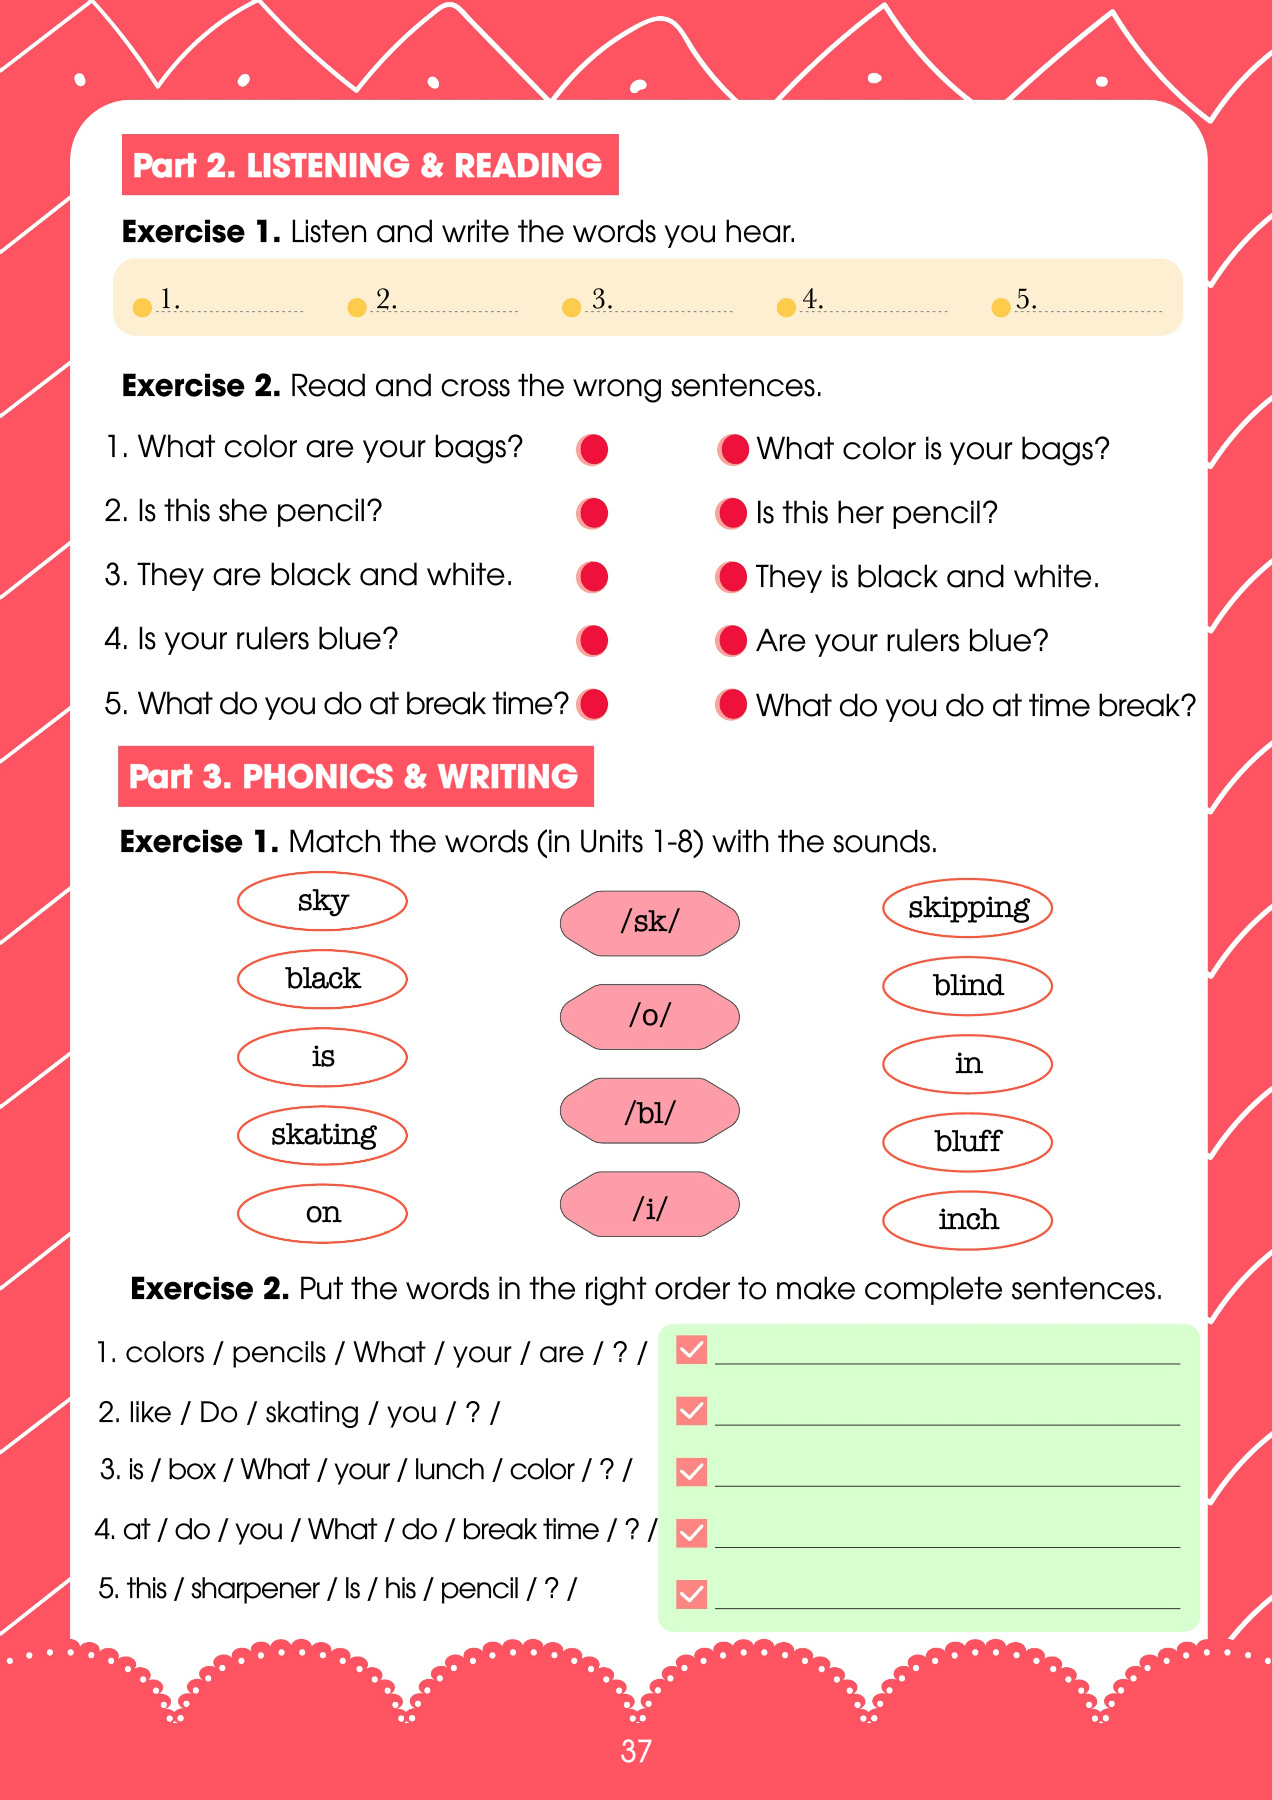 Part 2. LISTENING & READING
Exercise 1. Listen and write the words you hear.
1. 2. 3. 4. 5.
Exercise 2. Read and cross the wrong sentences.
1. What color are your bags? What color is your bags?
2. Is this she pencil? Is this her pencil?
3. They are black and white. They is black and white.
4. Is your rulers blue? Are your rulers blue?
5. What do you do at break time? What do you do at time break?
Part 3. PHONICS & WRITING
Exercise 1. Match the words (in Units 1-8) with the sounds.
sky /sk/ skipping
black /o/ blind
is in
skating /bl/ bluff
on /i/ inch
Exercise 2. Put the words in the right order to make complete sentences.
1. colors / pencils / What / your / are / ? /
2. like / Do / skating / you / ? /
3. is / box / What / your / lunch / color / ? /
4. at / do / you / What / do / break time / ? /
5. this / sharpener / Is / his / pencil / ? /
37